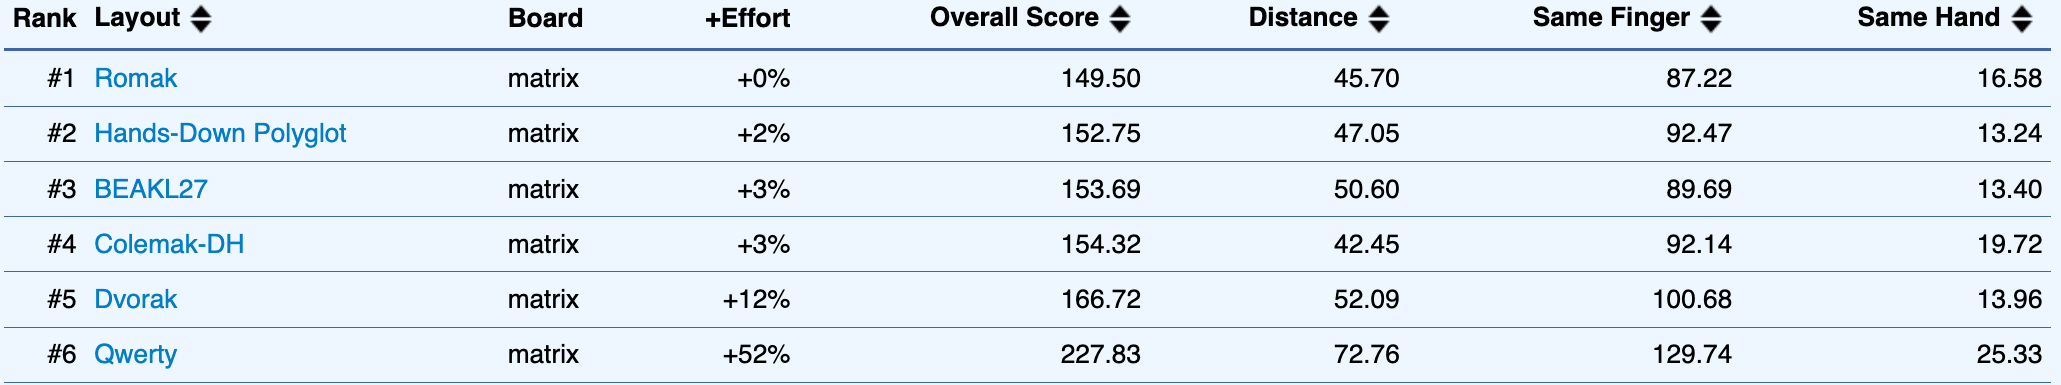 Rank Layout Board +Effort Overall Score Distance Same Finger Same Hand
#1 Romak matrix +0% 149.50 45.70 87.22 16.58
#2 Hands-Down Polyglot matrix +2% 152.75 47.05 92.47 13.24
#3 BEAKL27 matrix +3% 153.69 50.60 89.69 13.40
#4 Colemak-DH matrix +3% 154.32 42.45 92.14 19.72
#5 Dvorak matrix +12% 166.72 52.09 100.68 13.96
#6 Qwerty matrix +52% 227.83 72.76 129.74 25.33